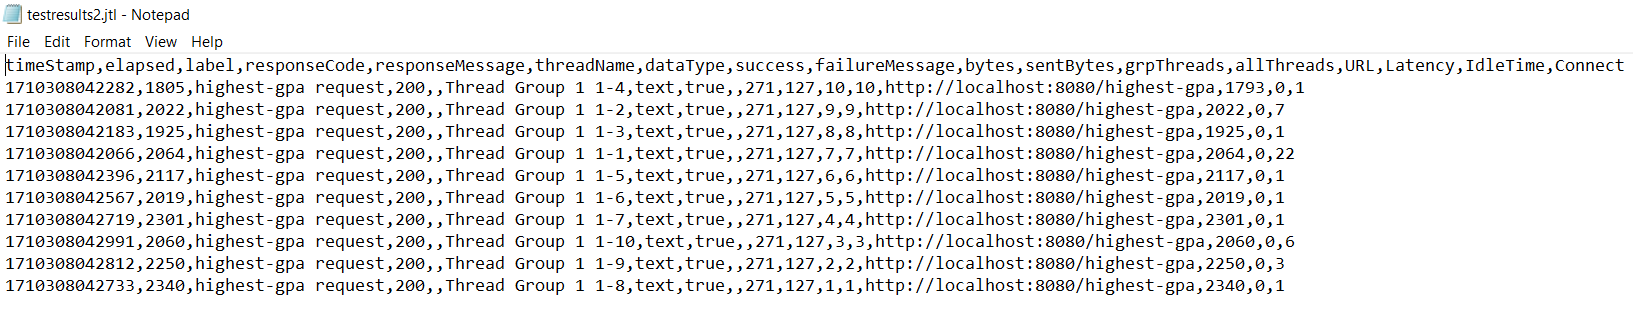 testresults2.jtl - Notepad
File Edit Format View Help
timeStamp,elapsed,label,responseCode,responseMessage,threadName,dataType,success,failureMessage,bytes,sentBytes,grpThreads,allThreads,URL,Latency,IdleTime,Connect
1710308042282,1805,highest-gpa request,200,,Thread Group 1 1-4,text,true,,271,127,10,10,http://localhost:8080/highest-gpa,1793,0,1
1710308042081,2022,highest-gpa request,200,,Thread Group 1 1-2,text,true,,271,127,9,9,http://localhost:8080/highest-gpa,2022,0,7
1710308042183,1925,highest-gpa request,200,,Thread Group 1 1-3,text,true,,271,127,8,8,http://localhost:8080/highest-gpa,1925,0,1
1710308042066,2064,highest-gpa request,200,,Thread Group 1 1-1,text,true,,271,127,7,7,http://localhost:8080/highest-gpa,2064,0,22
1710308042396,2117,highest-gpa request,200,,Thread Group 1 1-5,text,true,,271,127,6,6,http://localhost:8080/highest-gpa,2117,0,1
1710308042567,2019,highest-gpa request,200,,Thread Group 1 1-6,text,true,,271,127,5,5,http://localhost:8080/highest-gpa,2019,0,1
1710308042719,2301,highest-gpa request,200,,Thread Group 1 1-7,text,true,,271,127,4,4,http://localhost:8080/highest-gpa,2301,0,1
1710308042991,2060,highest-gpa request,200,,Thread Group 1 1-10,text,true,,271,127,3,3,http://localhost:8080/highest-gpa,2060,0,6
1710308042812,2250,highest-gpa request,200,,Thread Group 1 1-9,text,true,,271,127,2,2,http://localhost:8080/highest-gpa,2250,0,3
1710308042733,2340,highest-gpa request,200,,Thread Group 1 1-8,text,true,,271,127,1,1,http://localhost:8080/highest-gpa,2340,0,1